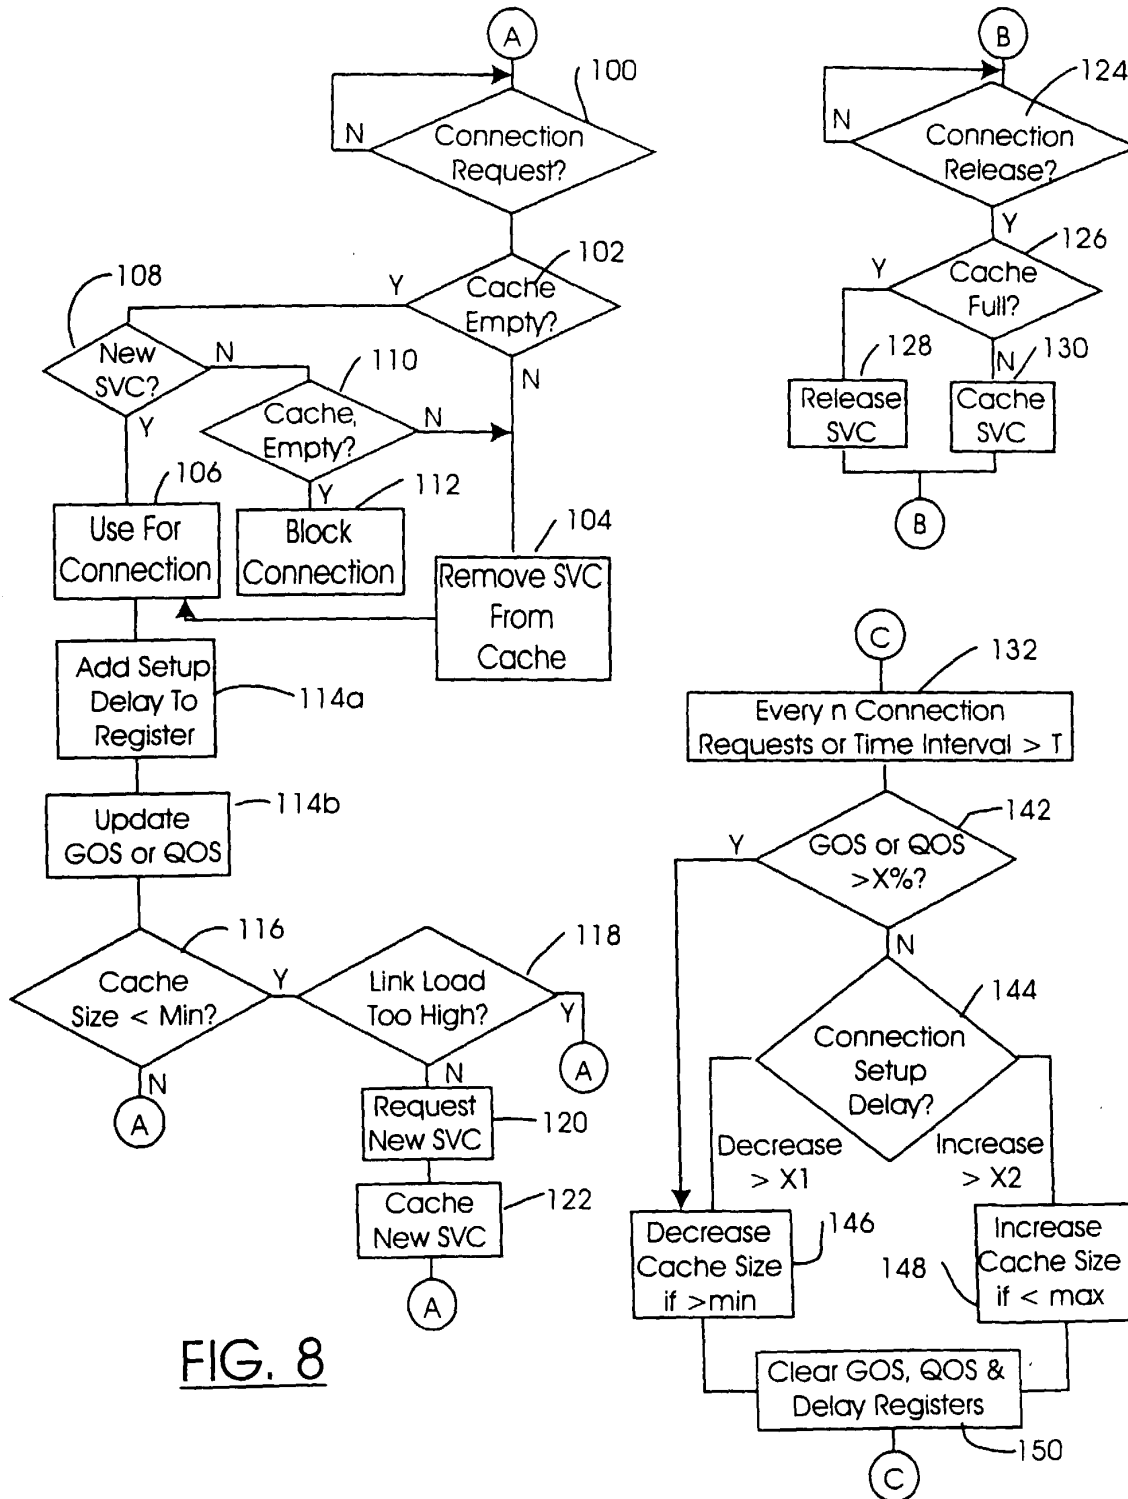 A
100
N
Connection
Request?
102
Y
Cache
Empty?
N
108
New
SVC?
N
Y
110
Cache,
Empty?
N
Y
106
Use For
Connection
112
Block
Connection
104
Remove SVC
From
Cache
Add Setup
Delay To
Register
114a
Update
GOS or QOS
114b
116
Cache
Size < Min?
Y
N
A
118
Link Load
Too High?
Y
A
N
Request
New SVC
120
Cache
New SVC
122
A
FIG. 8
B
124
N
Connection
Release?
Y
126
Y
Cache
Full?
N
128
Release
SVC
130
Cache
SVC
B
C
132
Every n Connection
Requests or Time Interval > T
142
Y
GOS or QOS
>X%?
N
144
Connection
Setup
Delay?
Decrease
> X1
Increase
> X2
Decrease
Cache Size
if >min
146
148
Increase
Cache Size
if < max
Clear GOS, QOS &
Delay Registers
150
C